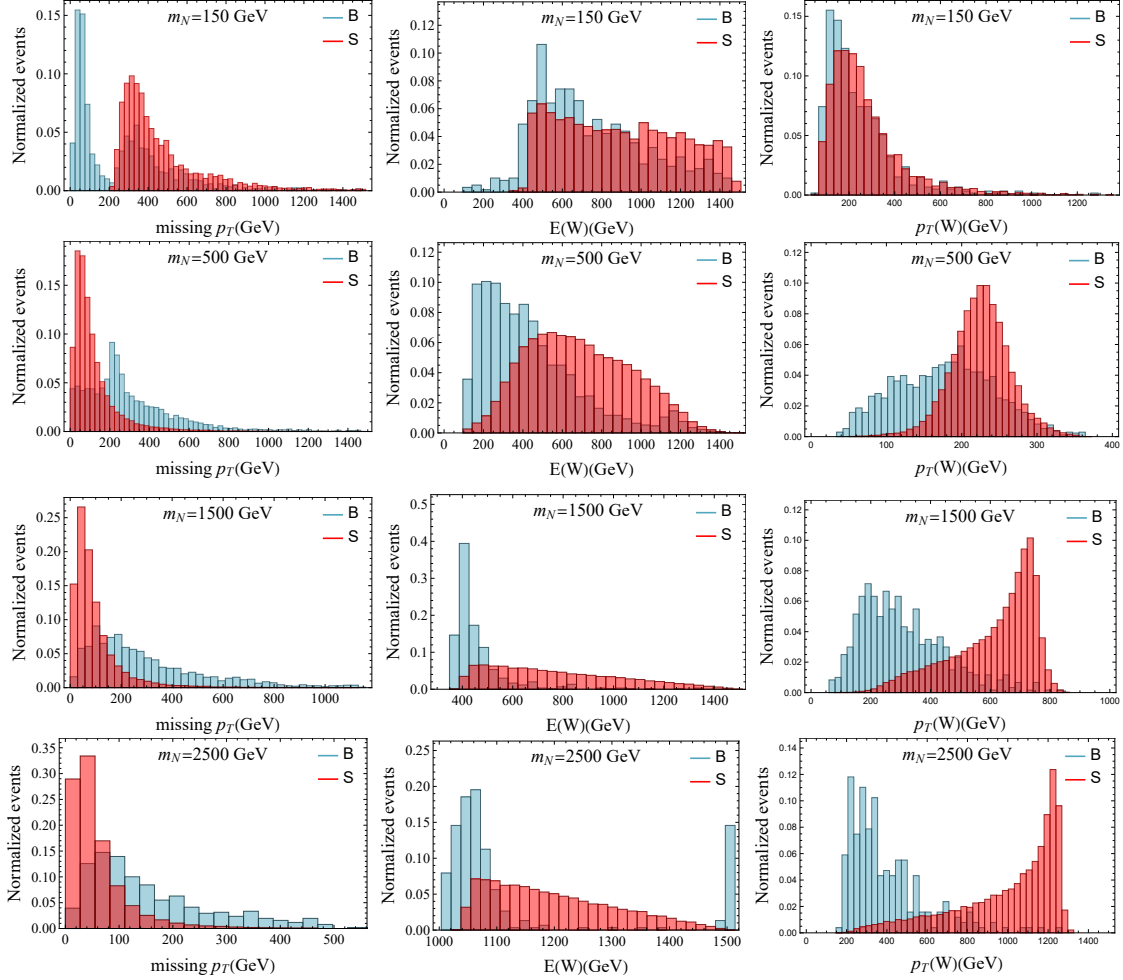 m_N=150 GeV
B
S
Normalized events
0.15
0.10
0.05
0.00
0 200 400 600 800 1000 1200 1400
missing p_T(GeV)
m_N=150 GeV
B
S
Normalized events
0.12
0.10
0.08
0.06
0.04
0.02
0.00
200 400 600 800 1000 1200 1400
E(W)(GeV)
m_N=150 GeV
B
S
Normalized events
0.15
0.10
0.05
0.00
200 400 600 800 1000 1200
p_T(W)(GeV)
m_N=500 GeV
B
S
Normalized events
0.15
0.10
0.05
0.00
0 200 400 600 800 1000 1200 1400
missing p_T(GeV)
m_N=500 GeV
B
S
Normalized events
0.12
0.10
0.08
0.06
0.04
0.02
0.00
0 200 400 600 800 1000 1200 1400
E(W)(GeV)
m_N=500 GeV
B
S
Normalized events
0.12
0.10
0.08
0.06
0.04
0.02
0.00
100 200 300 400
p_T(W)(GeV)
m_N=1500 GeV
B
S
Normalized events
0.25
0.20
0.15
0.10
0.05
0.00
0 200 400 600 800 1000
missing p_T(GeV)
m_N=1500 GeV
B
S
Normalized events
0.5
0.4
0.3
0.2
0.1
0.0
400 600 800 1000 1200 1400
E(W)(GeV)
m_N=1500 GeV
B
S
Normalized events
0.12
0.10
0.08
0.06
0.04
0.02
0.00
0 200 400 600 800 1000
p_T(W)(GeV)
m_N=2500 GeV
B
S
Normalized events
0.35
0.30
0.25
0.20
0.15
0.10
0.05
0.00
0 100 200 300 400 500
missing p_T(GeV)
m_N=2500 GeV
B
S
Normalized events
0.25
0.20
0.15
0.10
0.05
0.00
1000 1100 1200 1300 1400 1500
E(W)(GeV)
m_N=2500 GeV
B
S
Normalized events
0.14
0.12
0.10
0.08
0.06
0.04
0.02
0.00
0 200 400 600 800 1000 1200 1400
p_T(W)(GeV)